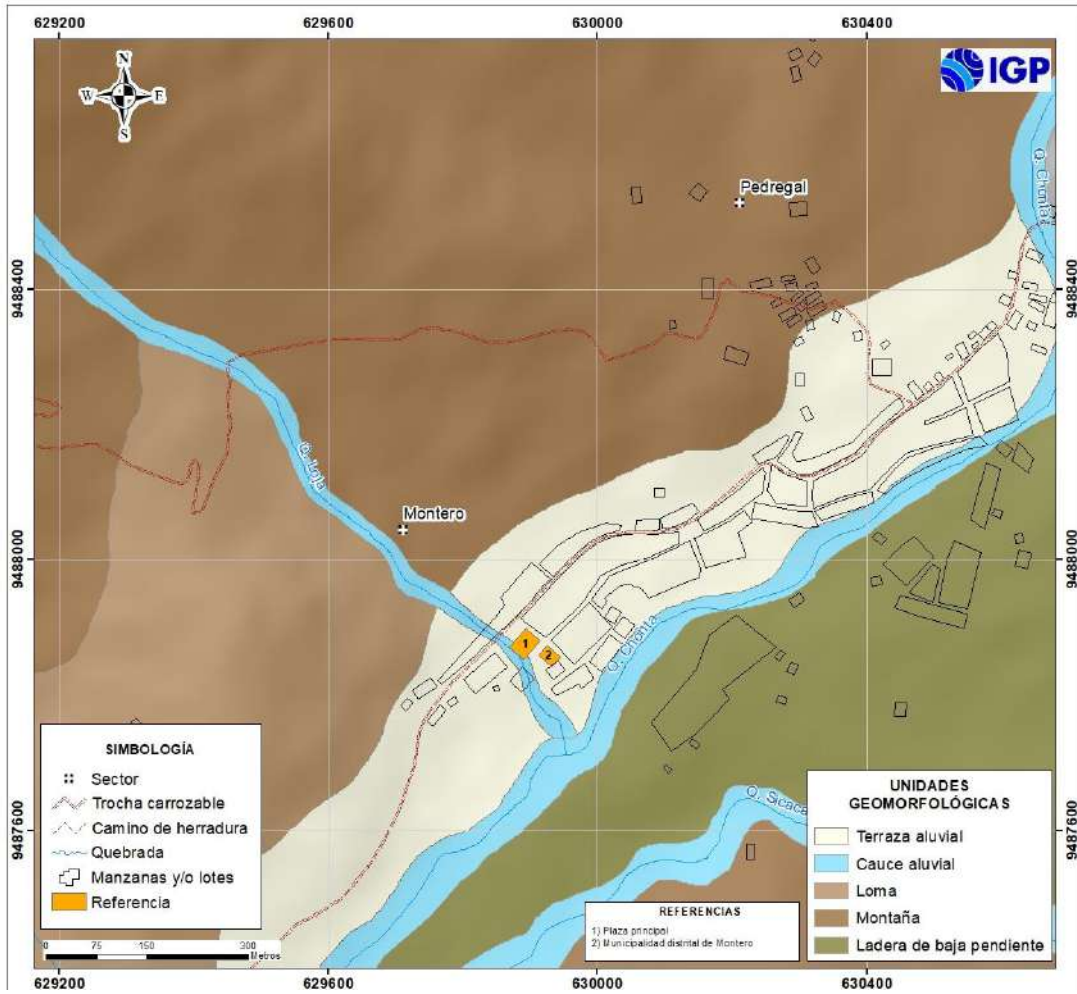 629200 629600 630000 630400
N
W E
S
IGP
Q. Chonta
Pedregal
9488400 9488400
Q. Loja
Montero
9488000 9488000
1
2
Q. Chonta
SIMBOLOGÍA
Sector
Trocha carrozable
Camino de herradura
Quebrada
Manzanas y/o lotes
Referencia
0 75 150 300
Metros
Q. Sicaca
9487600 9487600
REFERENCIAS
1) Plaza principal
2) Municipalidad distrital de Montero
UNIDADES
GEOMORFOLÓGICAS
Terraza aluvial
Cauce aluvial
Loma
Montaña
Ladera de baja pendiente
629200 629600 630000 630400